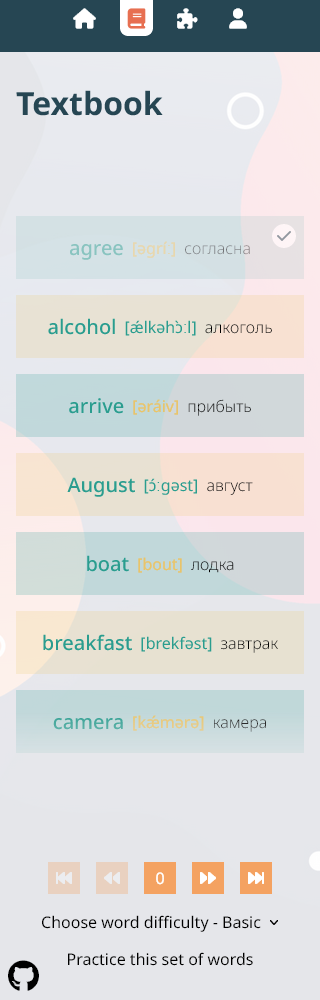 Textbook
agree [əgríː] согласна
alcohol [ǽlkəhɔ̀ːl] алкоголь
arrive [əráiv] прибыть
August [ɔ́ːgəst] август
boat [bout] лодка
breakfast [brekfəst] завтрак
camera [kǽmərə] камера
0
Choose word difficulty - Basic
Practice this set of words